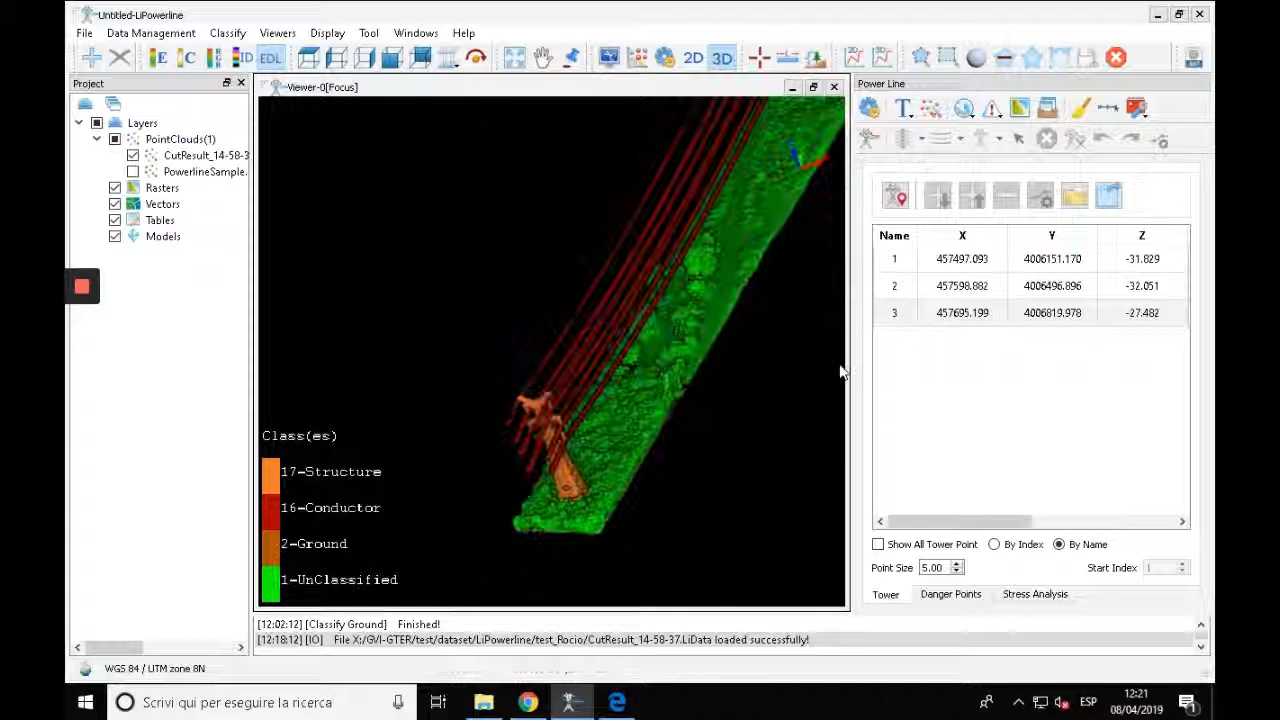 Untitled-LiPowerline
File Data Management Classify Viewers Display Tool Windows Help
E C ID EDL 2D 3D
Project
Viewer-0[Focus]
Power Line
Layers
PointClouds(1)
CutResult_14-58-3
PowerlineSample.
Rasters
Vectors
Tables
Models
Name X Y Z
1 457497.093 4006151.170 -31.829
2 457598.882 4006496.896 -32.051
3 457695.199 4006819.978 -27.482
Class(es)
17-Structure
16-Conductor
2-Ground
1-UnClassified
Show All Tower Point By Index By Name
Point Size 5.00 Start Index 1
Tower Danger Points Stress Analysis
[12:02:12] [Classify Ground] Finished!
[12:18:12] [IO] File X:/GVI-GTER/test/dataset/LiPowerline/test_Rocio/CutResult_14-58-37.LiData loaded successfully!
WGS 84 / UTM zone 8N
Scrivi qui per eseguire la ricerca
ESP
12:21
08/04/2019